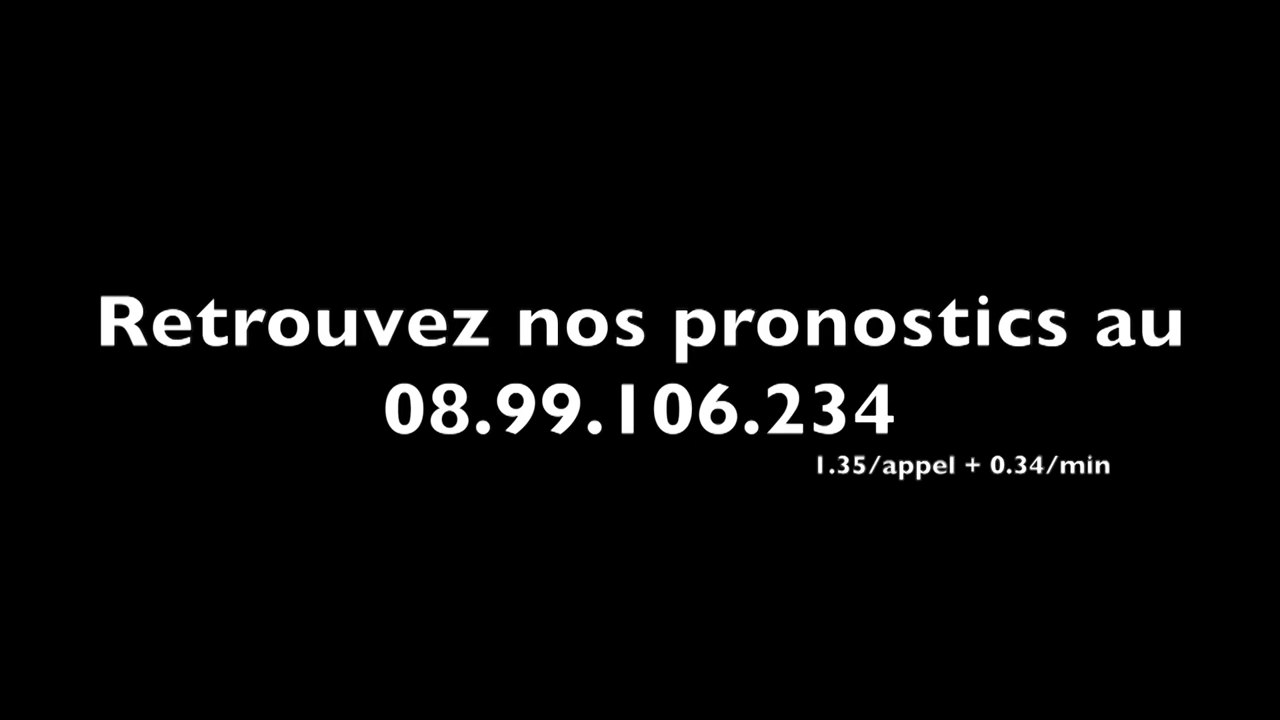 Retrouvez nos pronostics au
08.99.106.234
1.35/appel + 0.34/min